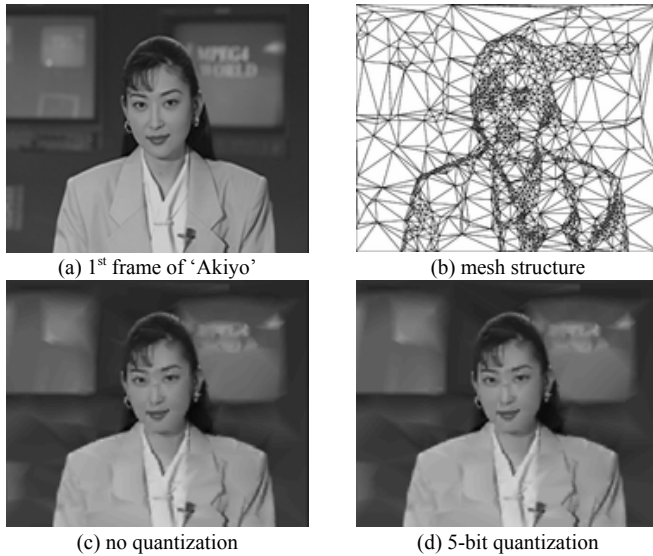 MPEG4
WORLD
(a) 1st frame of ‘Akiyo’
(b) mesh structure
(c) no quantization
(d) 5-bit quantization